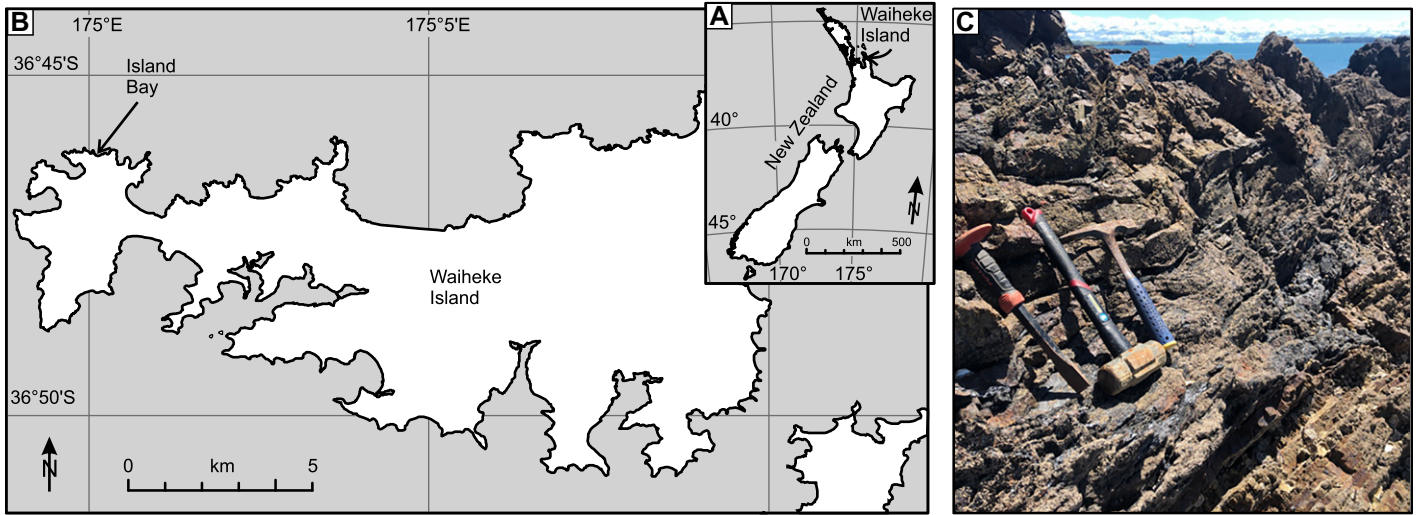 B
175°E
175°5'E
36°45'S
Island
Bay
Waiheke
Island
36°50'S
N
0 km 5
A
Waiheke
Island
New Zealand
40°
45°
N
0 km 500
170° 175°
C